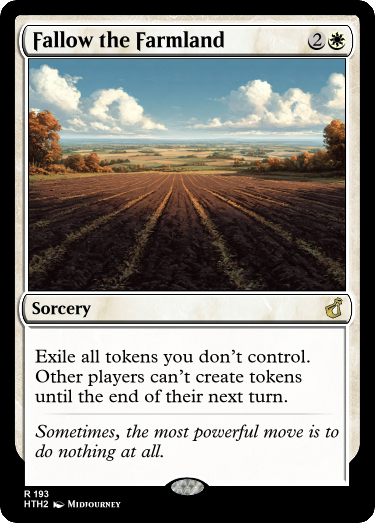 Fallow the Farmland
2
Sorcery
Exile all tokens you don't control.
Other players can't create tokens
until the end of their next turn.
Sometimes, the most powerful move is to
do nothing at all.
R 193
HTH2 Midjourney